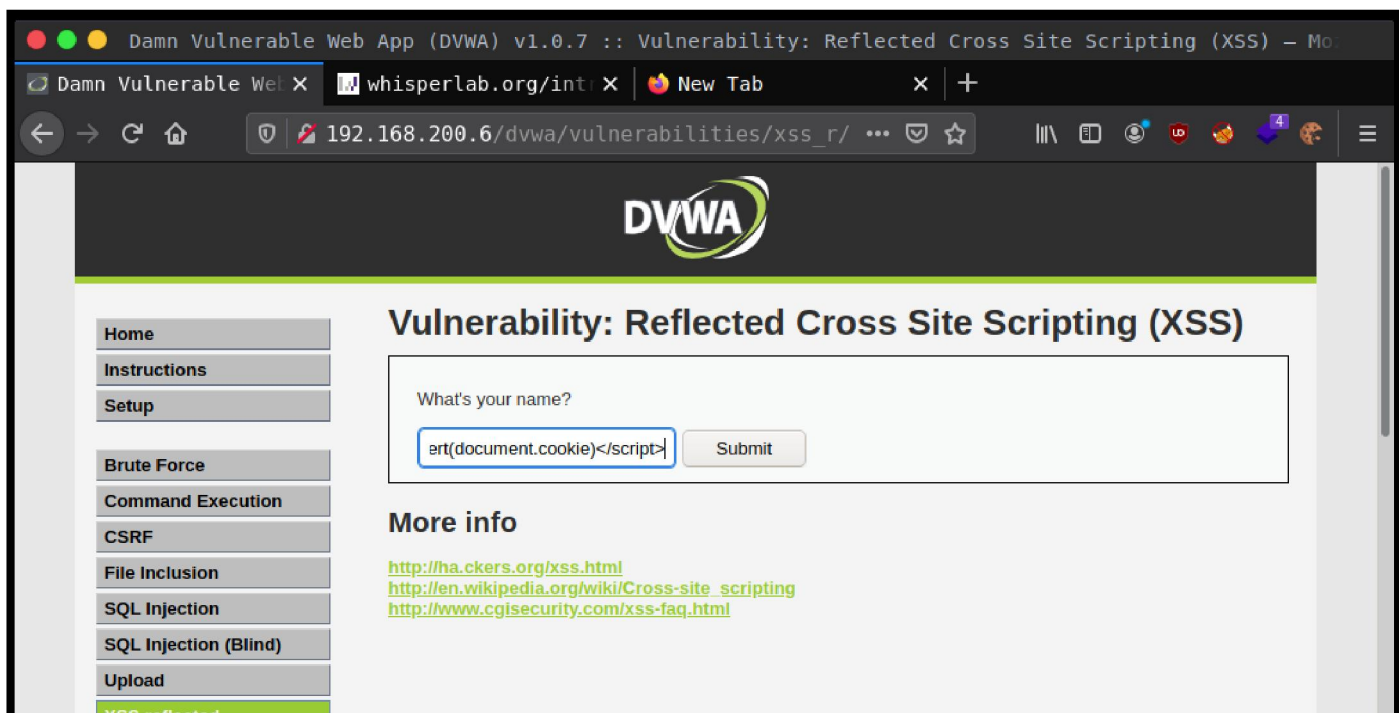 Damn Vulnerable Web App (DVWA) v1.0.7 :: Vulnerability: Reflected Cross Site Scripting (XSS) — Mo
Damn Vulnerable Web
whisperlab.org/int
New Tab
192.168.200.6/dvwa/vulnerabilities/xss_r/
4
DVWA
Vulnerability: Reflected Cross Site Scripting (XSS)
Home
Instructions
Setup
Brute Force
Command Execution
CSRF
File Inclusion
SQL Injection
SQL Injection (Blind)
Upload
XSS reflected
What's your name?
ert(document.cookie)</script>
Submit
More info
http://ha.ckers.org/xss.html
http://en.wikipedia.org/wiki/Cross-site_scripting
http://www.cgisecurity.com/xss-faq.html